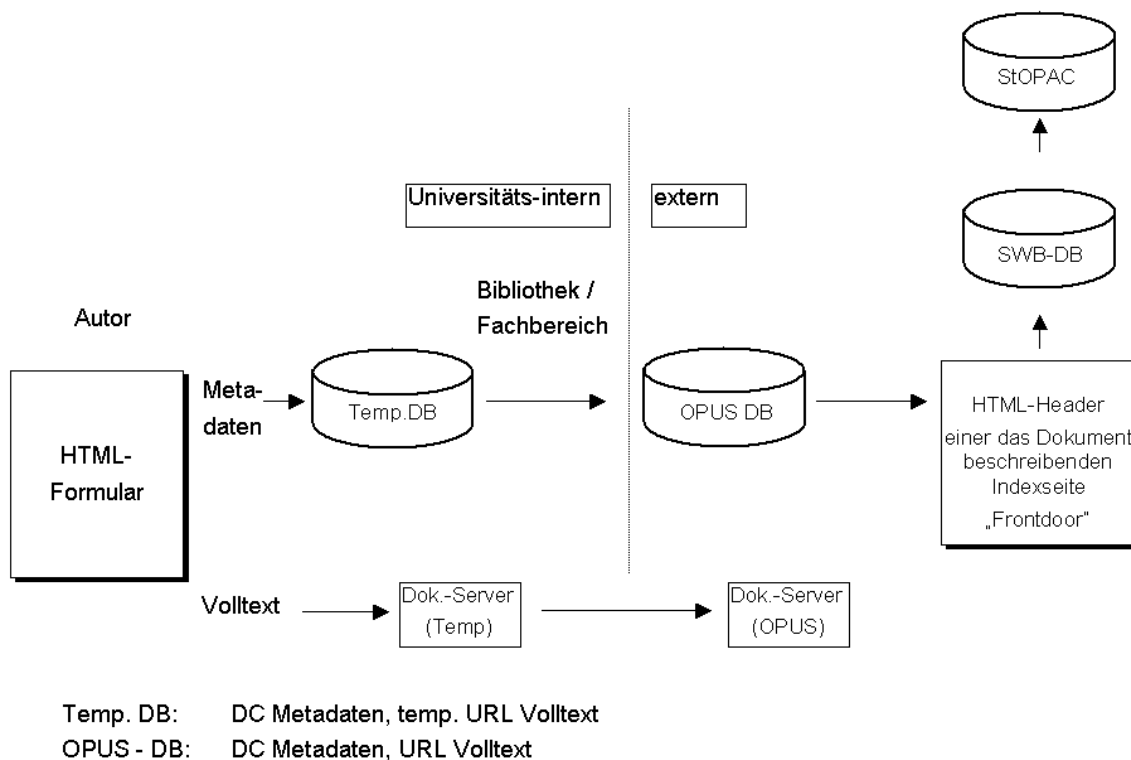 StOPAC
Universitäts-intern
extern
SWB-DB
Bibliothek /
Fachbereich
Autor
HTML-
Formular
Meta-
daten
Temp.DB
OPUS DB
HTML-Header
einer das Dokument
beschreibenden
Indexseite
„Frontdoor"
Volltext
Dok.-Server
(Temp)
Dok.-Server
(OPUS)
Temp. DB: DC Metadaten, temp. URL Volltext
OPUS - DB: DC Metadaten, URL Volltext